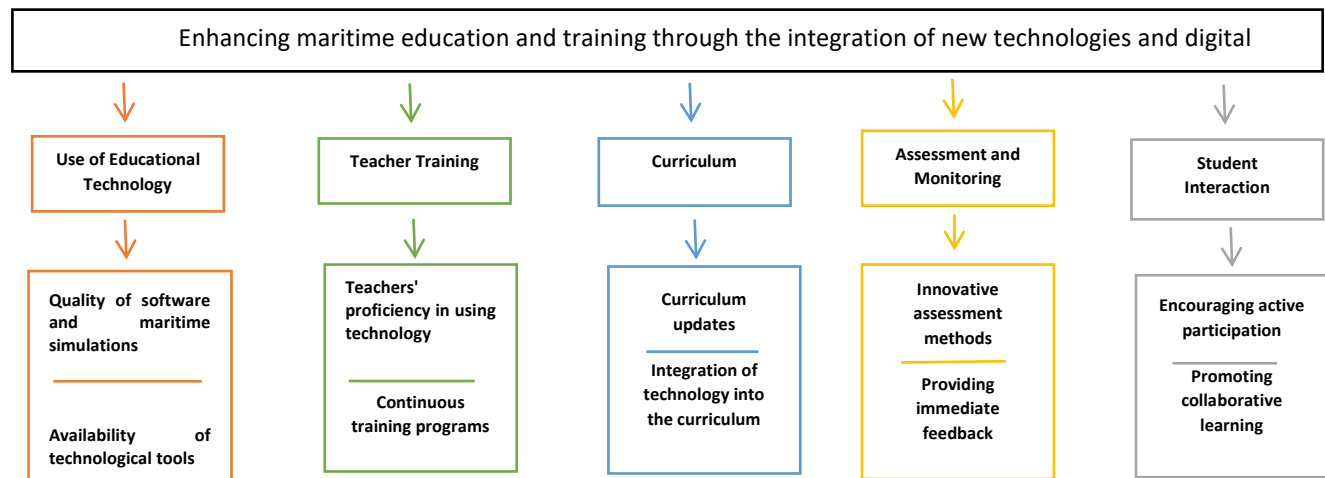 Enhancing maritime education and training through the integration of new technologies and digital
Use of Educational
Technology
Teacher Training
Curriculum
Assessment and
Monitoring
Student
Interaction
Quality of software
and maritime
simulations
Availability of
technological tools
Teachers'
proficiency in using
technology
Continuous
training programs
Curriculum
updates
Integration of
technology into
the curriculum
Innovative
assessment
methods
Providing
immediate
feedback
Encouraging active
participation
Promoting
collaborative
learning